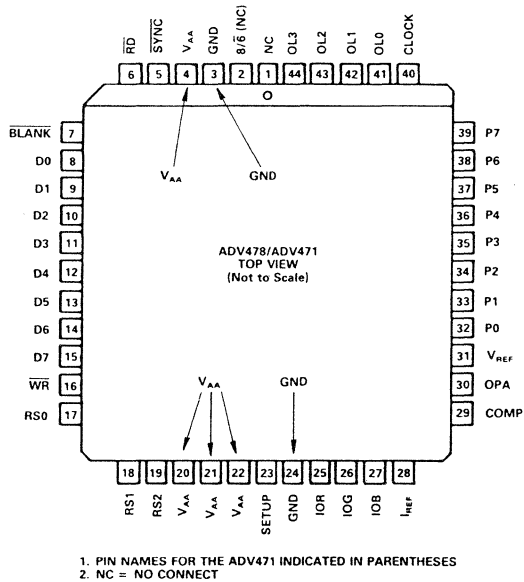 R̅D̅
S̅Y̅N̅C̅
VAA
GND
8/6̅ (NC)
NC
OL3
OL2
OL1
OL0
CLOCK
6 5 4 3 2 1 44 43 42 41 40
B̅L̅A̅N̅K̅ 7
D0 8
D1 9
D2 10
D3 11
D4 12
D5 13
D6 14
D7 15
W̅R̅ 16
RS0 17
VAA GND
ADV478/ADV471
TOP VIEW
(Not to Scale)
VAA GND
39 P7
38 P6
37 P5
36 P4
35 P3
34 P2
33 P1
32 P0
31 VREF
30 OPA
29 COMP
18 19 20 21 22 23 24 25 26 27 28
RS1
RS2
VAA
VAA
VAA
SETUP
GND
IOR
IOG
IOB
IREF
1. PIN NAMES FOR THE ADV471 INDICATED IN PARENTHESES
2. NC = NO CONNECT